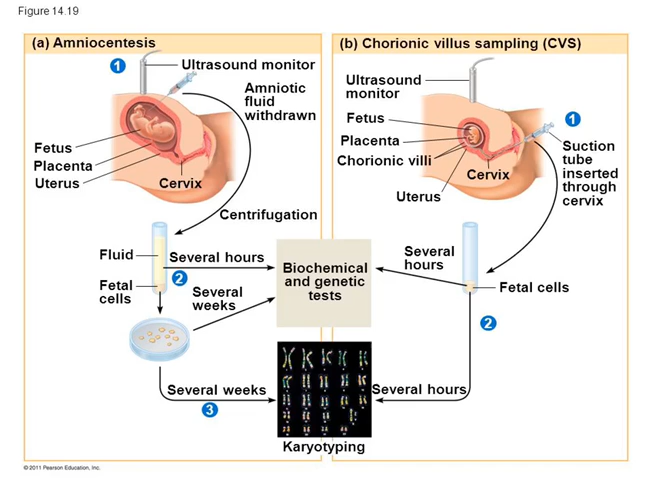 Figure 14.19
(a) Amniocentesis
1
Ultrasound monitor
Amniotic
fluid
withdrawn
Fetus
Placenta
Uterus
Cervix
Centrifugation
Fluid
Several hours
2
Fetal
cells
Several
weeks
Several weeks
3
Biochemical
and genetic
tests
Karyotyping
(b) Chorionic villus sampling (CVS)
Ultrasound
monitor
Fetus
Placenta
Chorionic villi
Cervix
Uterus
1
Suction
tube
inserted
through
cervix
Several
hours
Fetal cells
2
Several hours
© 2011 Pearson Education, Inc.